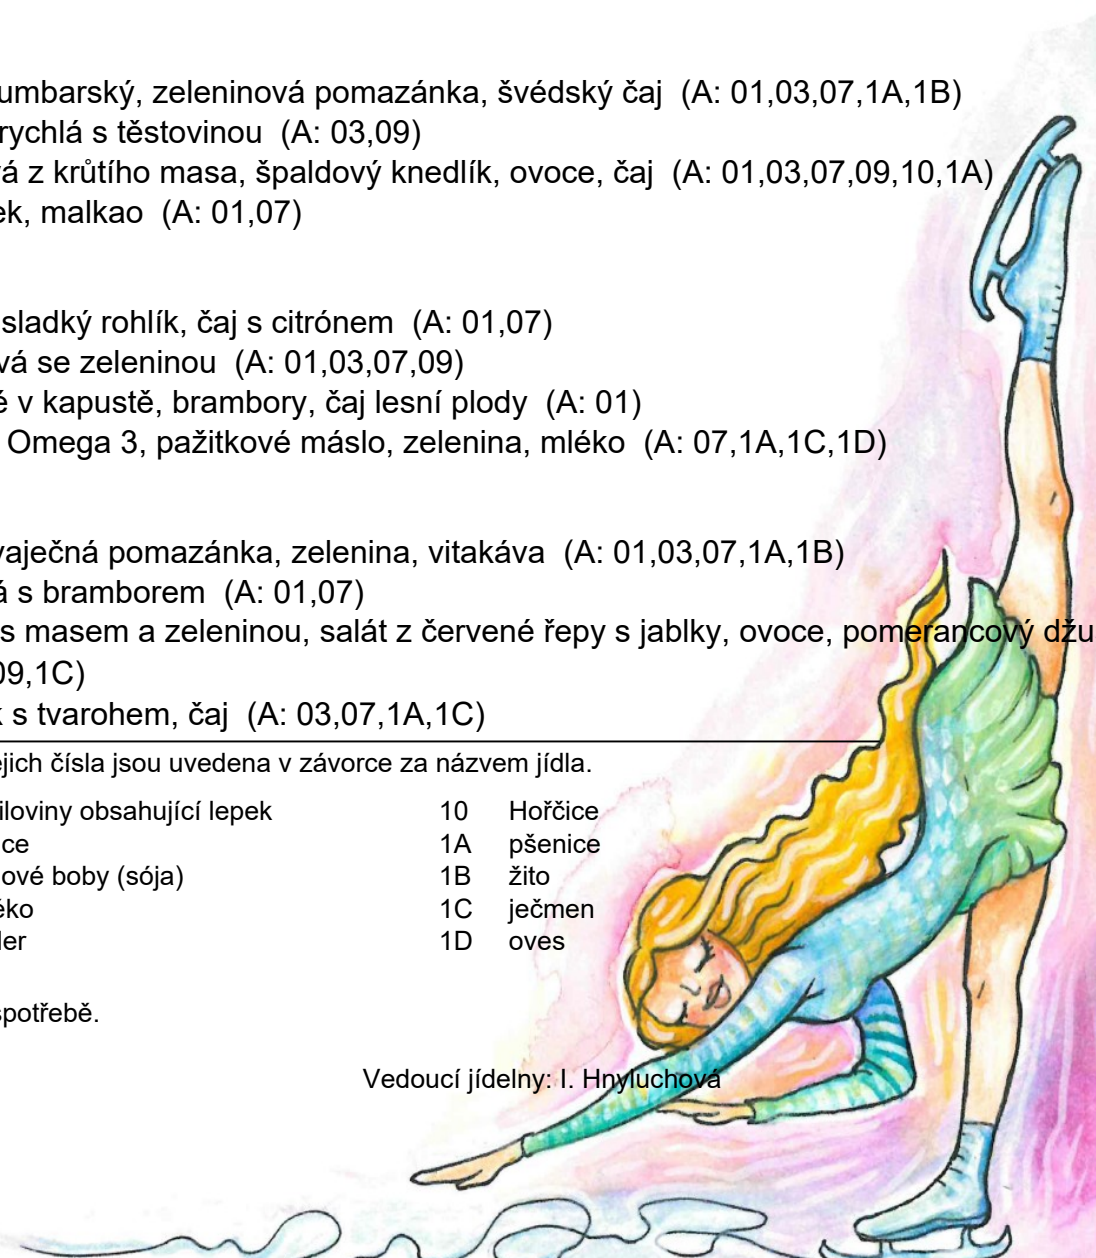 umbarský, zeleninová pomazánka, švédský čaj (A: 01,03,07,1A,1B)
rychlá s těstovinou (A: 03,09)
á z krůtího masa, špaldový knedlík, ovoce, čaj (A: 01,03,07,09,10,1A)
ek, malkao (A: 01,07)
sladký rohlík, čaj s citrónem (A: 01,07)
vá se zeleninou (A: 01,03,07,09)
é v kapustě, brambory, čaj lesní plody (A: 01)
Omega 3, pažitkové máslo, zelenina, mléko (A: 07,1A,1C,1D)
vaječná pomazánka, zelenina, vitakáva (A: 01,03,07,1A,1B)
á s bramborem (A: 01,07)
s masem a zeleninou, salát z červené řepy s jablky, ovoce, pomerancový džu
09,1C)
k s tvarohem, čaj (A: 03,07,1A,1C)
ejich čísla jsou uvedena v závorce za názvem jídla.
iloviny obsahující lepek 10 Hořčice
ce 1A pšenice
ové boby (sója) 1B žito
éko 1C ječmen
ler 1D oves
spotřebě.
Vedoucí jídelny: I. Hnyluchová